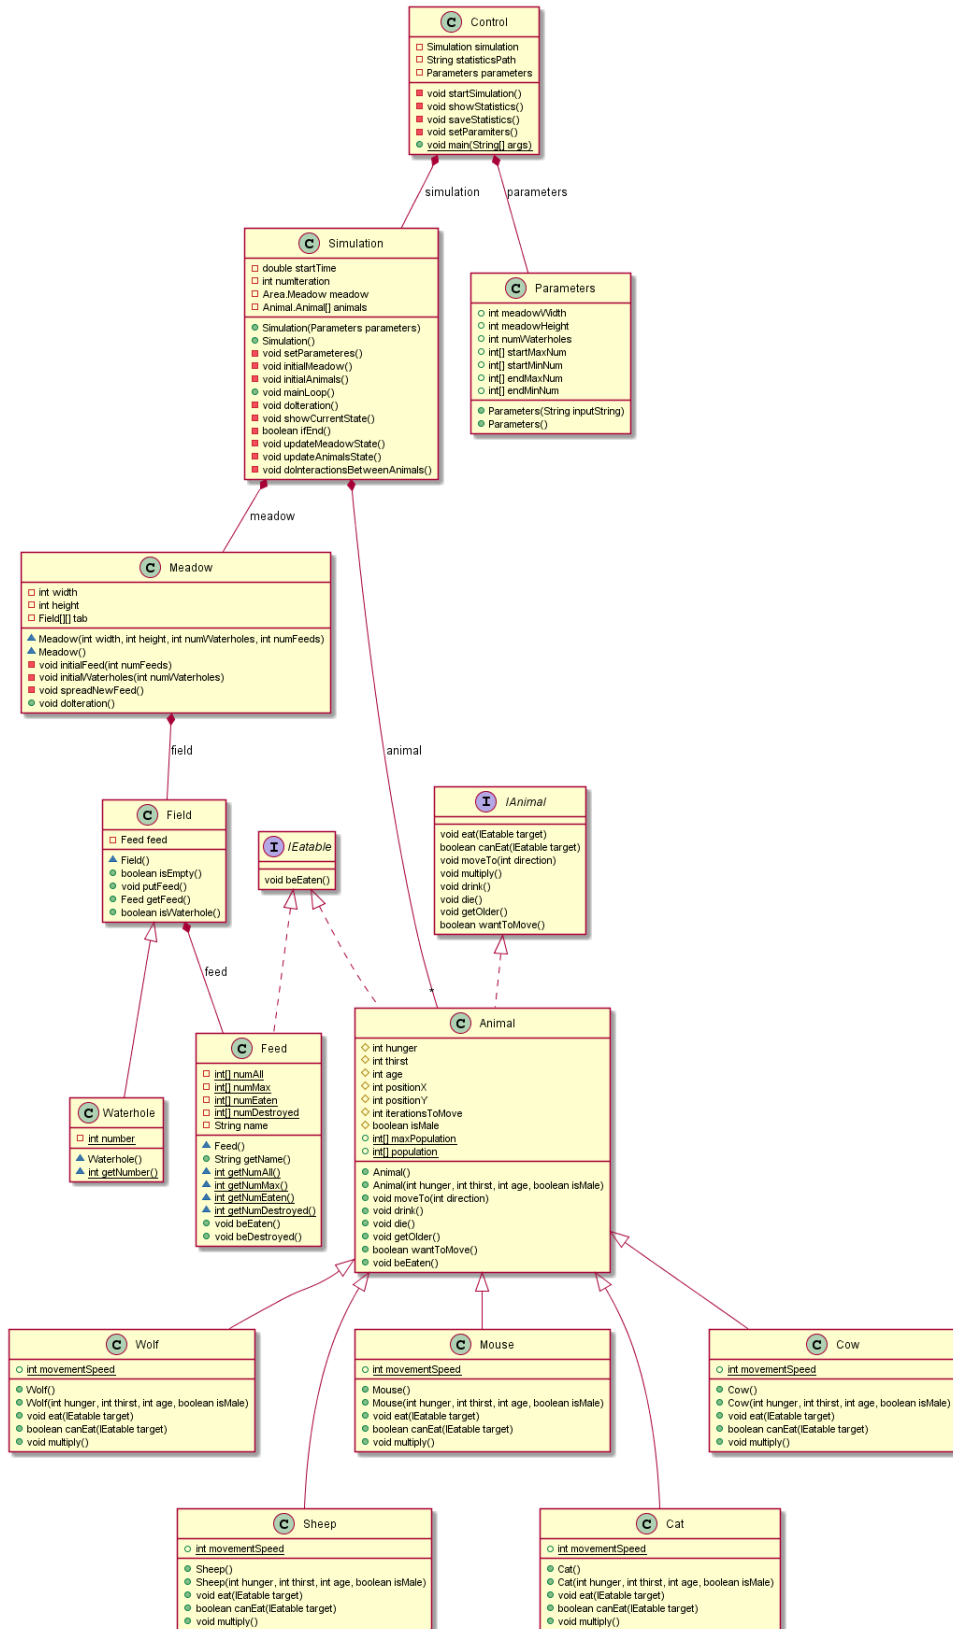 C Control
Simulation simulation
String statisticsPath
Parameters parameters
void startSimulation()
void showStatistics()
void saveStatistics()
void setParamiters()
void main(String[] args)
simulation
parameters
C Simulation
double startTime
int numIteration
Area.Meadow meadow
Animal.Animal[] animals
Simulation(Parameters parameters)
Simulation()
void setParameteres()
void initialMeadow()
void initialAnimals()
void mainLoop()
void doIteration()
void showCurrentState()
boolean ifEnd()
void updateMeadowState()
void updateAnimalsState()
void doInteractionsBetweenAnimals()
C Parameters
int meadowWidth
int meadowHeight
int numWaterholes
int[] startMaxNum
int[] startMinNum
int[] endMaxNum
int[] endMinNum
Parameters(String inputString)
Parameters()
meadow
C Meadow
int width
int height
Field[][] tab
Meadow(int width, int height, int numWaterholes, int numFeeds)
Meadow()
void initialFeed(int numFeeds)
void initialWaterholes(int numWaterholes)
void spreadNewFeed()
void doIteration()
field
animal
C Field
Feed feed
Field()
boolean isEmpty()
void putFeed()
Feed getFeed()
boolean isWaterhole()
I IEatable
void beEaten()
I IAnimal
void eat(IEatable target)
boolean canEat(IEatable target)
void moveTo(int direction)
void multiply()
void drink()
void die()
void getOlder()
boolean wantToMove()
feed
*
C Waterhole
int number
Waterhole()
int getNumber()
C Feed
int[] numAll
int[] numMax
int[] numEaten
int[] numDestroyed
String name
Feed()
String getName()
int getNumAll()
int getNumMax()
int getNumEaten()
int getNumDestroyed()
void beEaten()
void beDestroyed()
C Animal
int hunger
int thirst
int age
int positionX
int positionY
int iterationsToMove
boolean isMale
int[] maxPopulation
int[] population
Animal()
Animal(int hunger, int thirst, int age, boolean isMale)
void moveTo(int direction)
void drink()
void die()
void getOlder()
boolean wantToMove()
void beEaten()
C Wolf
int movementSpeed
Wolf()
Wolf(int hunger, int thirst, int age, boolean isMale)
void eat(IEatable target)
boolean canEat(IEatable target)
void multiply()
C Mouse
int movementSpeed
Mouse()
Mouse(int hunger, int thirst, int age, boolean isMale)
void eat(IEatable target)
boolean canEat(IEatable target)
void multiply()
C Cow
int movementSpeed
Cow()
Cow(int hunger, int thirst, int age, boolean isMale)
void eat(IEatable target)
boolean canEat(IEatable target)
void multiply()
C Sheep
int movementSpeed
Sheep()
Sheep(int hunger, int thirst, int age, boolean isMale)
void eat(IEatable target)
boolean canEat(IEatable target)
void multiply()
C Cat
int movementSpeed
Cat()
Cat(int hunger, int thirst, int age, boolean isMale)
void eat(IEatable target)
boolean canEat(IEatable target)
void multiply()